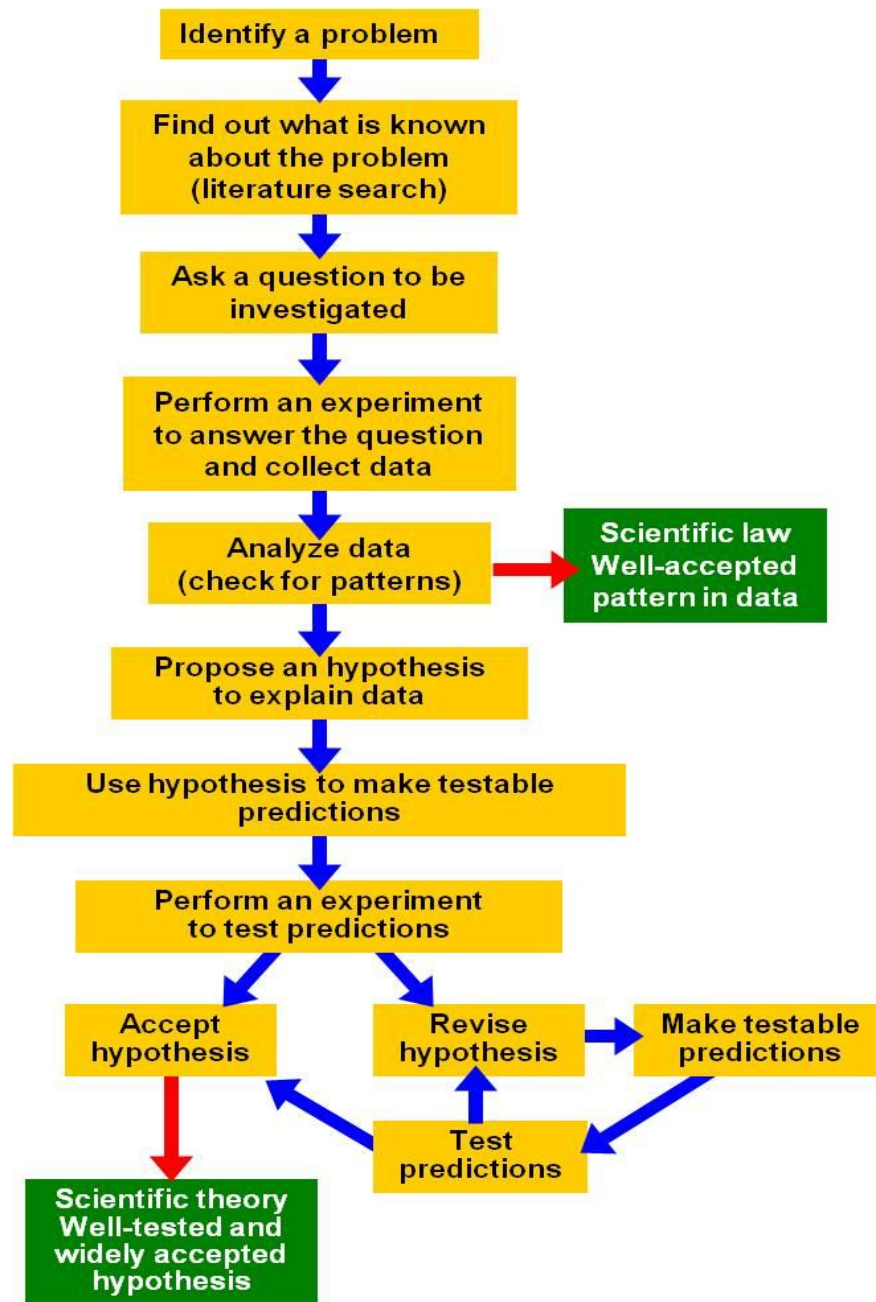 Identify a problem
Find out what is known
about the problem
(literature search)
Ask a question to be
investigated
Perform an experiment
to answer the question
and collect data
Analyze data
(check for patterns)
Scientific law
Well-accepted
pattern in data
Propose an hypothesis
to explain data
Use hypothesis to make testable
predictions
Perform an experiment
to test predictions
Accept
hypothesis
Revise
hypothesis
Make testable
predictions
Test
predictions
Scientific theory
Well-tested and
widely accepted
hypothesis